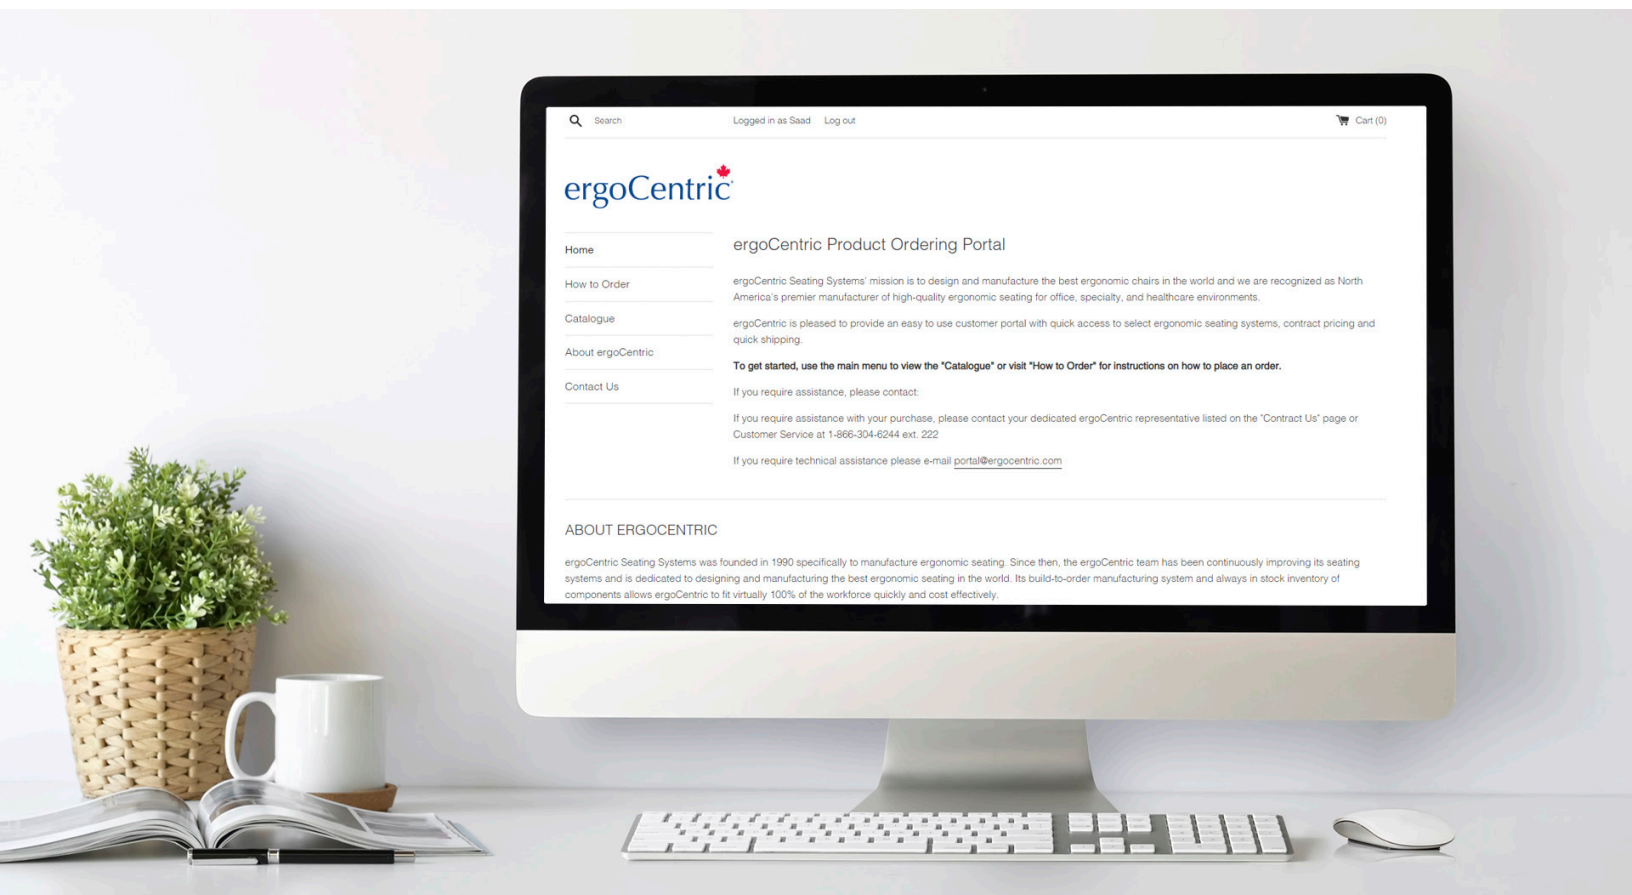 Search
Logged in as Saad
Log out
Cart (0)
ergoCentric
Home
How to Order
Catalogue
About ergoCentric
Contact Us
ergoCentric Product Ordering Portal
ergoCentric Seating Systems' mission is to design and manufacture the best ergonomic chairs in the world and we are recognized as North
America's premier manufacturer of high-quality ergonomic seating for office, specialty, and healthcare environments.
ergoCentric is pleased to provide an easy to use customer portal with quick access to select ergonomic seating systems, contract pricing and
quick shipping.
To get started, use the main menu to view the "Catalogue" or visit "How to Order" for instructions on how to place an order.
If you require assistance, please contact:
If you require assistance with your purchase, please contact your dedicated ergoCentric representative listed on the "Contract Us" page or
Customer Service at 1-866-304-6244 ext. 222
If you require technical assistance please e-mail portal@ergocentric.com
ABOUT ERGOCENTRIC
ergoCentric Seating Systems was founded in 1990 specifically to manufacture ergonomic seating. Since then, the ergoCentric team has been continuously improving its seating
systems and is dedicated to designing and manufacturing the best ergonomic seating in the world. Its build-to-order manufacturing system and always in stock inventory of
components allows ergoCentric to fit virtually 100% of the workforce quickly and cost effectively.